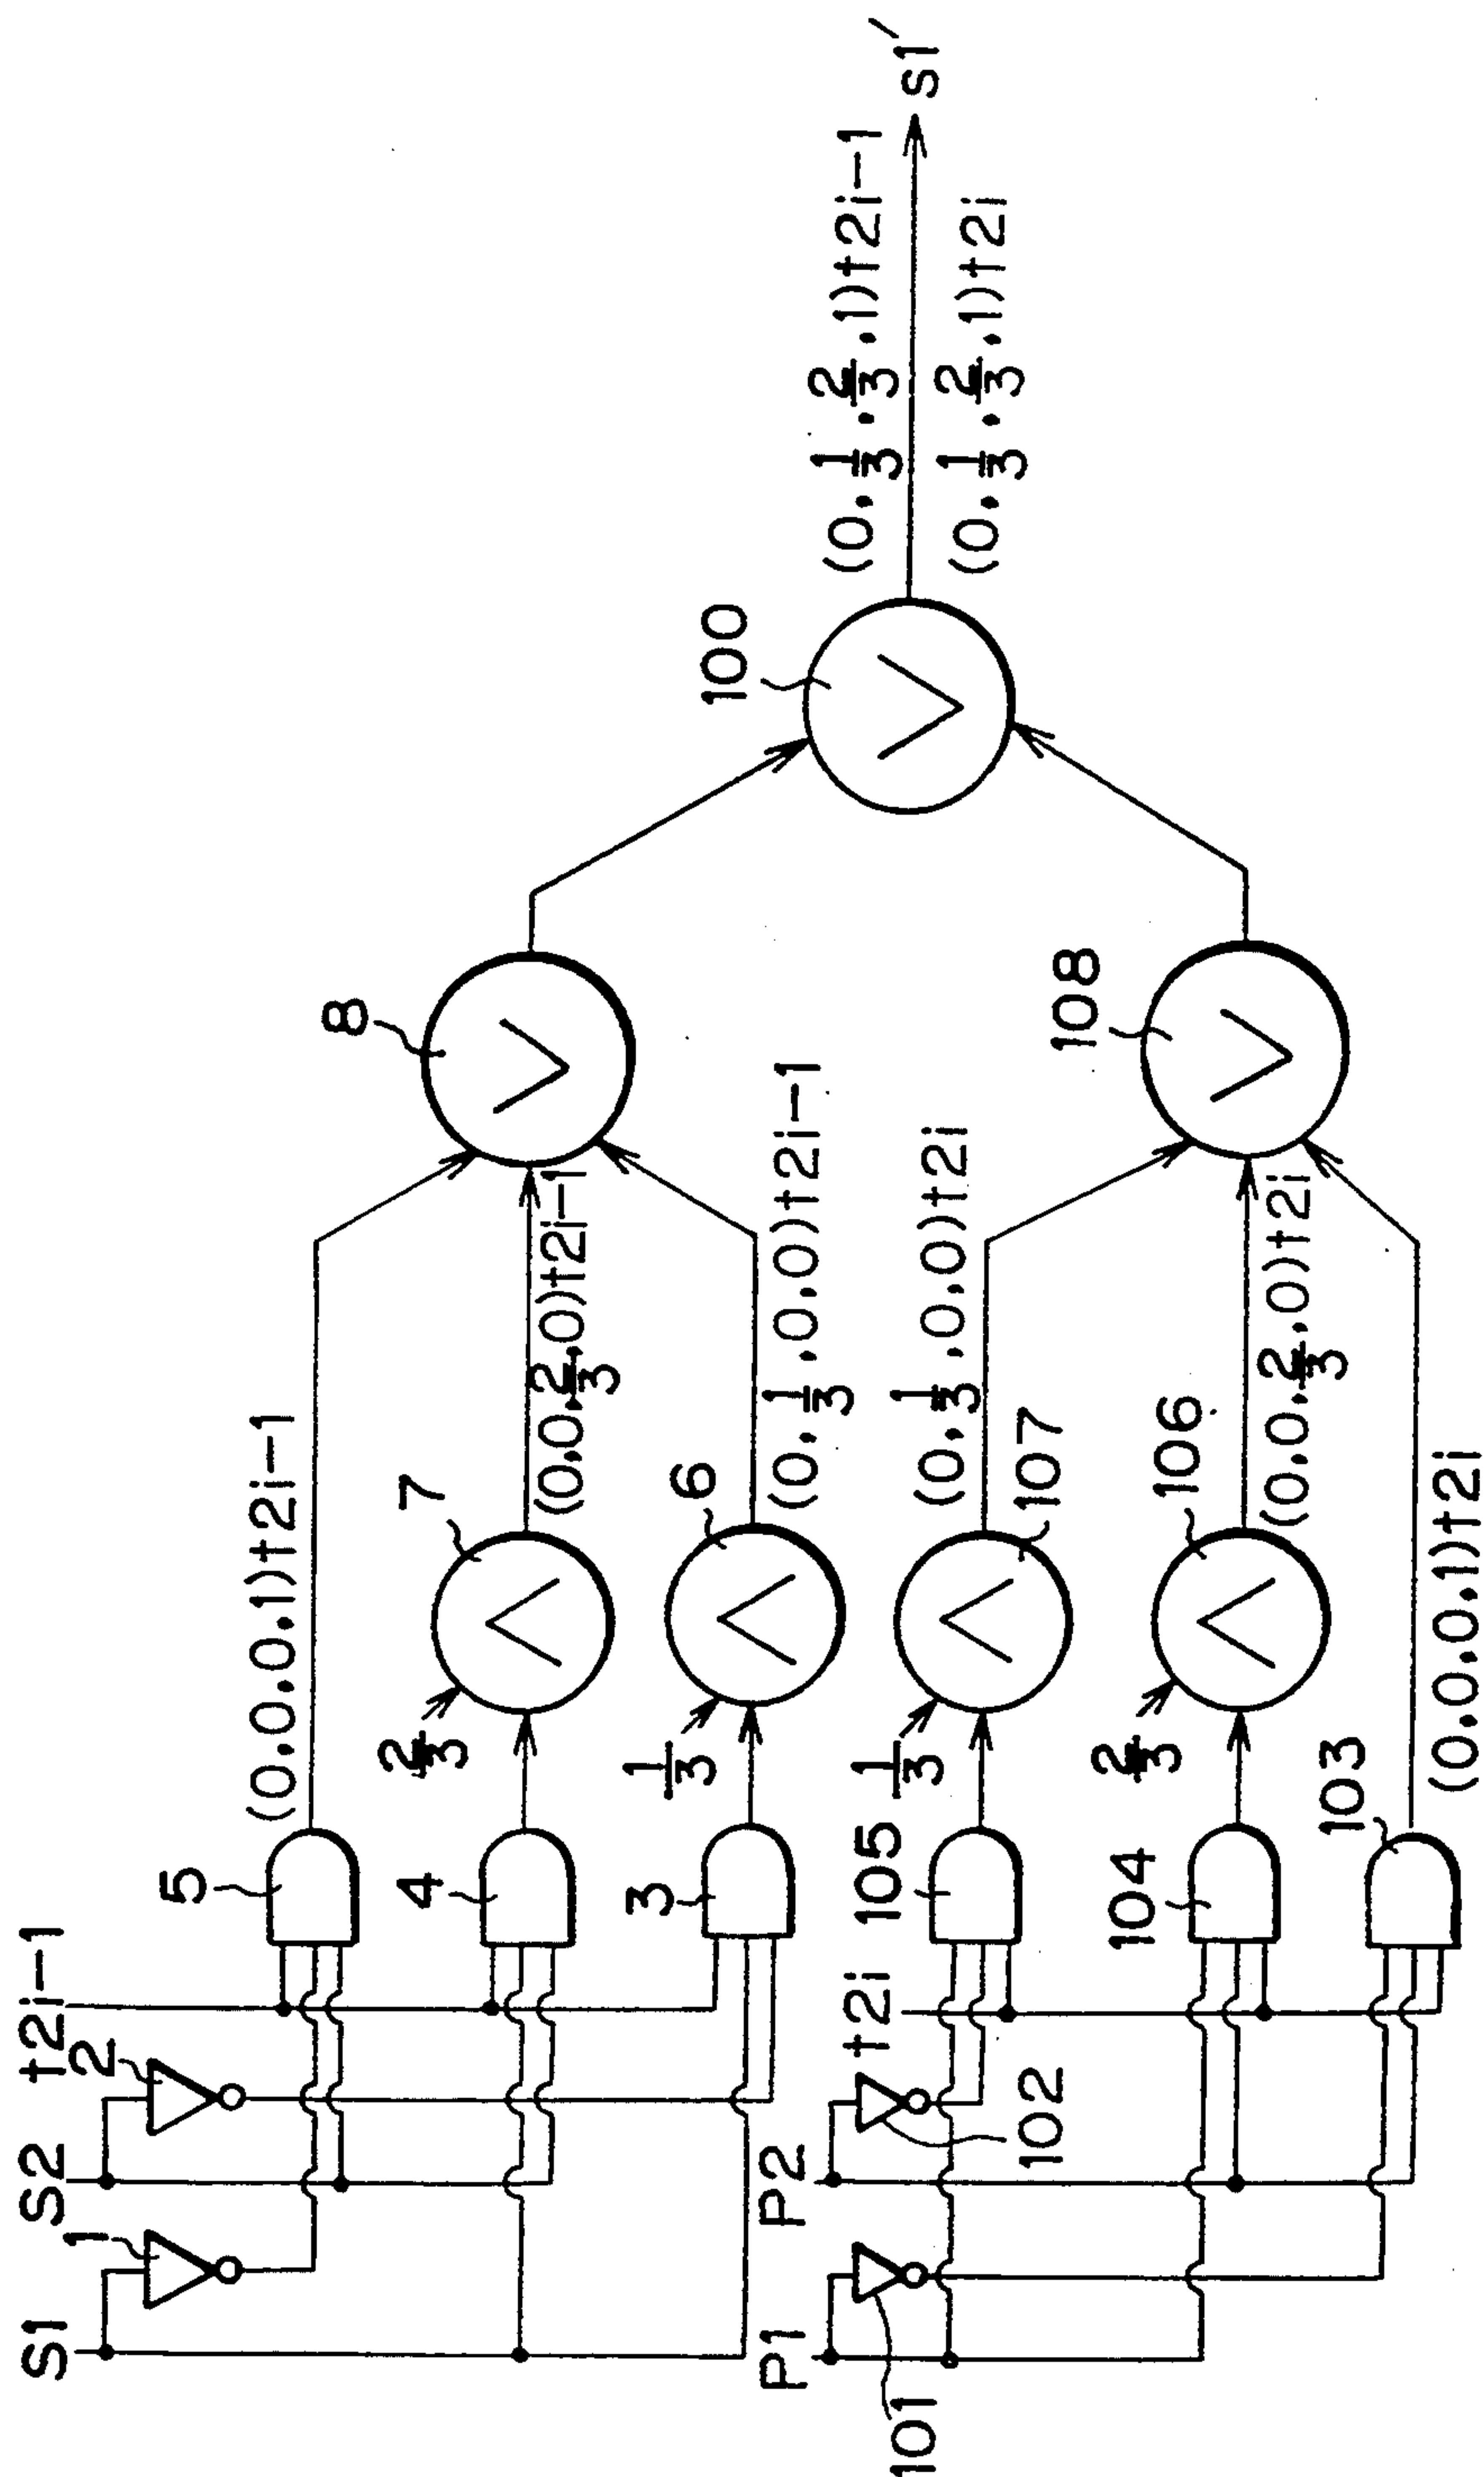 S1
S2
t2i-1
1
2
5
(0,0,0,1)t2i-1
4
2/3
7
∧
(0,0,2/3,0)t2i-1
8
∨
3
1/3
6
∧
(0,1/3,0,0)t2i-1
100
∨
(0,1/3,2/3,1)t2i-1
(0,1/3,2/3,1)t2i
s1′
P1
P2
t2i
101
102
105
1/3
107
∧
(0,1/3,0,0)t2i
108
∨
104
2/3
106
∧
(0,0,2/3,0)t2i
103
(0,0,0,1)t2i